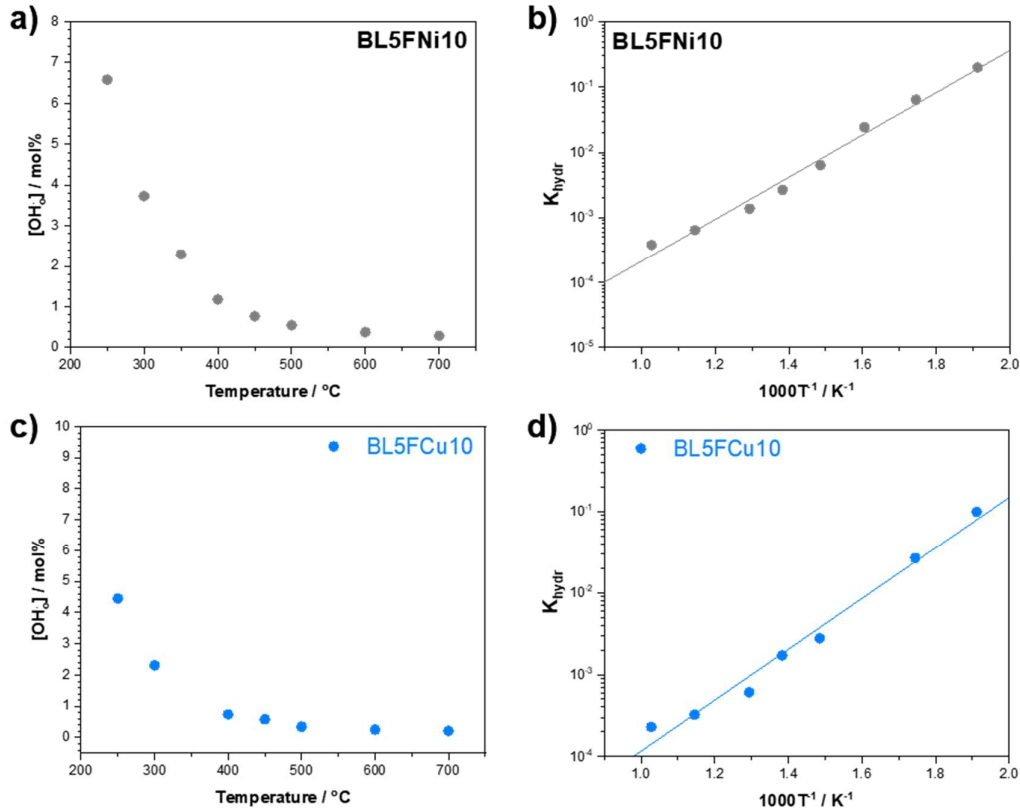 a)
BL5FNi10
8
7
6
5
4
3
2
1
0
[OHȯ] / mol%
200 300 400 500 600 700
Temperature / °C
b)
BL5FNi10
10⁰
10⁻¹
10⁻²
10⁻³
10⁻⁴
10⁻⁵
K_hydr
1.0 1.2 1.4 1.6 1.8 2.0
1000T⁻¹ / K⁻¹
c)
BL5FCu10
10
9
8
7
6
5
4
3
2
1
0
[OHȯ] / mol%
200 300 400 500 600 700
Temperature / °C
d)
BL5FCu10
10⁰
10⁻¹
10⁻²
10⁻³
10⁻⁴
K_hydr
1.0 1.2 1.4 1.6 1.8 2.0
1000T⁻¹ / K⁻¹